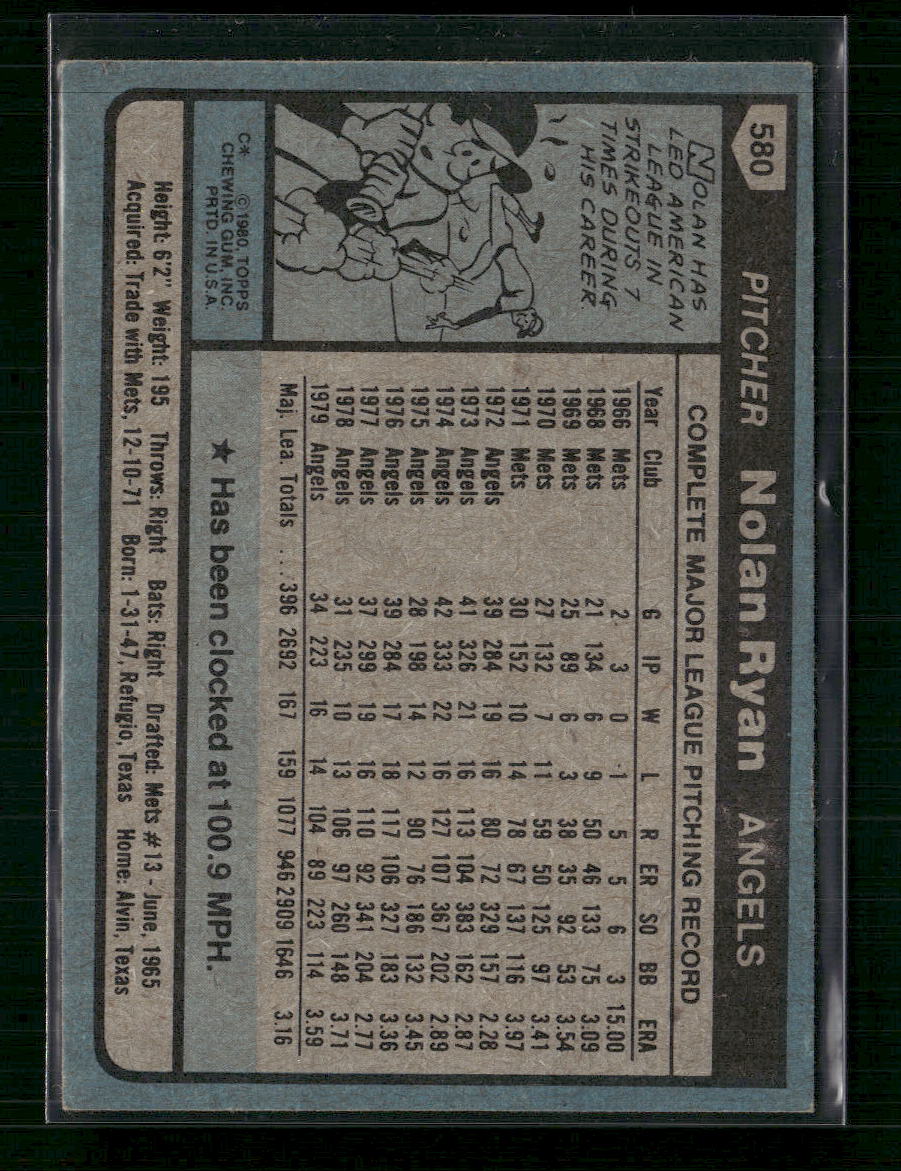 580 PITCHER Nolan Ryan ANGELS
NOLAN HAS
LED AMERICAN
LEAGUE IN
STRIKEOUTS 7
TIMES DURING
HIS CAREER.
C* ©1980, TOPPS
CHEWING GUM, INC.
PRTD. IN U.S.A.
COMPLETE MAJOR LEAGUE PITCHING RECORD
Year Club G IP W L R ER SO BB ERA
1966 Mets 2 3 0 1 5 5 6 3 15.00
1968 Mets 21 134 6 9 50 46 133 75 3.09
1969 Mets 25 89 6 3 38 35 92 53 3.54
1970 Mets 27 132 7 11 59 50 125 97 3.41
1971 Mets 30 152 10 14 78 67 137 116 3.97
1972 Angels 39 284 19 16 80 72 329 157 2.28
1973 Angels 41 326 21 16 113 104 383 162 2.87
1974 Angels 42 333 22 16 127 107 367 202 2.89
1975 Angels 28 198 14 12 90 76 186 132 3.45
1976 Angels 39 284 17 18 117 106 327 183 3.36
1977 Angels 37 299 19 16 110 92 341 204 2.77
1978 Angels 31 235 10 13 106 97 260 148 3.71
1979 Angels 34 223 16 14 104 89 223 114 3.59
Maj. Lea. Totals . . . 396 2692 167 159 1077 946 2909 1646 3.16
★ Has been clocked at 100.9 MPH.
Height: 6'2" Weight: 195 Throws: Right Bats: Right Drafted: Mets #13 - June, 1965
Acquired: Trade with Mets, 12-10-71 Born: 1-31-47, Refugio, Texas Home: Alvin, Texas